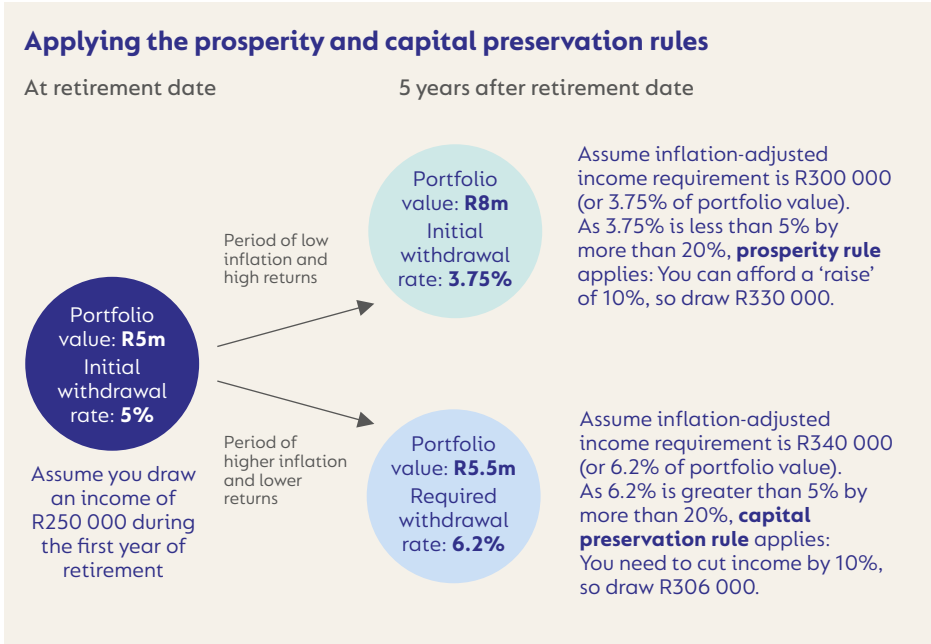 Applying the prosperity and capital preservation rules
At retirement date
5 years after retirement date
Portfolio
value: R5m
Initial
withdrawal
rate: 5%
Assume you draw
an income of
R250 000 during
the first year of
retirement
Period of low
inflation and
high returns
Portfolio
value: R8m
Initial
withdrawal
rate: 3.75%
Assume inflation-adjusted
income requirement is R300 000
(or 3.75% of portfolio value).
As 3.75% is less than 5% by
more than 20%, prosperity rule
applies: You can afford a ‘raise’
of 10%, so draw R330 000.
Period of
higher inflation
and lower
returns
Portfolio
value: R5.5m
Required
withdrawal
rate: 6.2%
Assume inflation-adjusted
income requirement is R340 000
(or 6.2% of portfolio value).
As 6.2% is greater than 5% by
more than 20%, capital
preservation rule applies:
You need to cut income by 10%,
so draw R306 000.